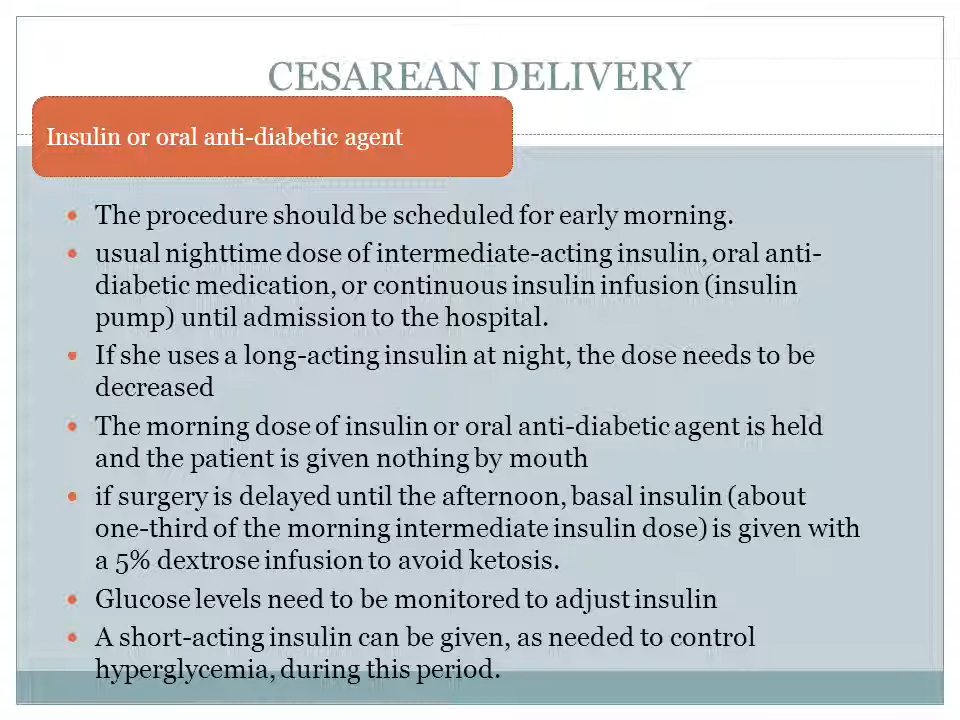 CESAREAN DELIVERY
Insulin or oral anti-diabetic agent
• The procedure should be scheduled for early morning.
• usual nighttime dose of intermediate-acting insulin, oral anti-
diabetic medication, or continuous insulin infusion (insulin
pump) until admission to the hospital.
• If she uses a long-acting insulin at night, the dose needs to be
decreased
• The morning dose of insulin or oral anti-diabetic agent is held
and the patient is given nothing by mouth
• if surgery is delayed until the afternoon, basal insulin (about
one-third of the morning intermediate insulin dose) is given with
a 5% dextrose infusion to avoid ketosis.
• Glucose levels need to be monitored to adjust insulin
• A short-acting insulin can be given, as needed to control
hyperglycemia, during this period.